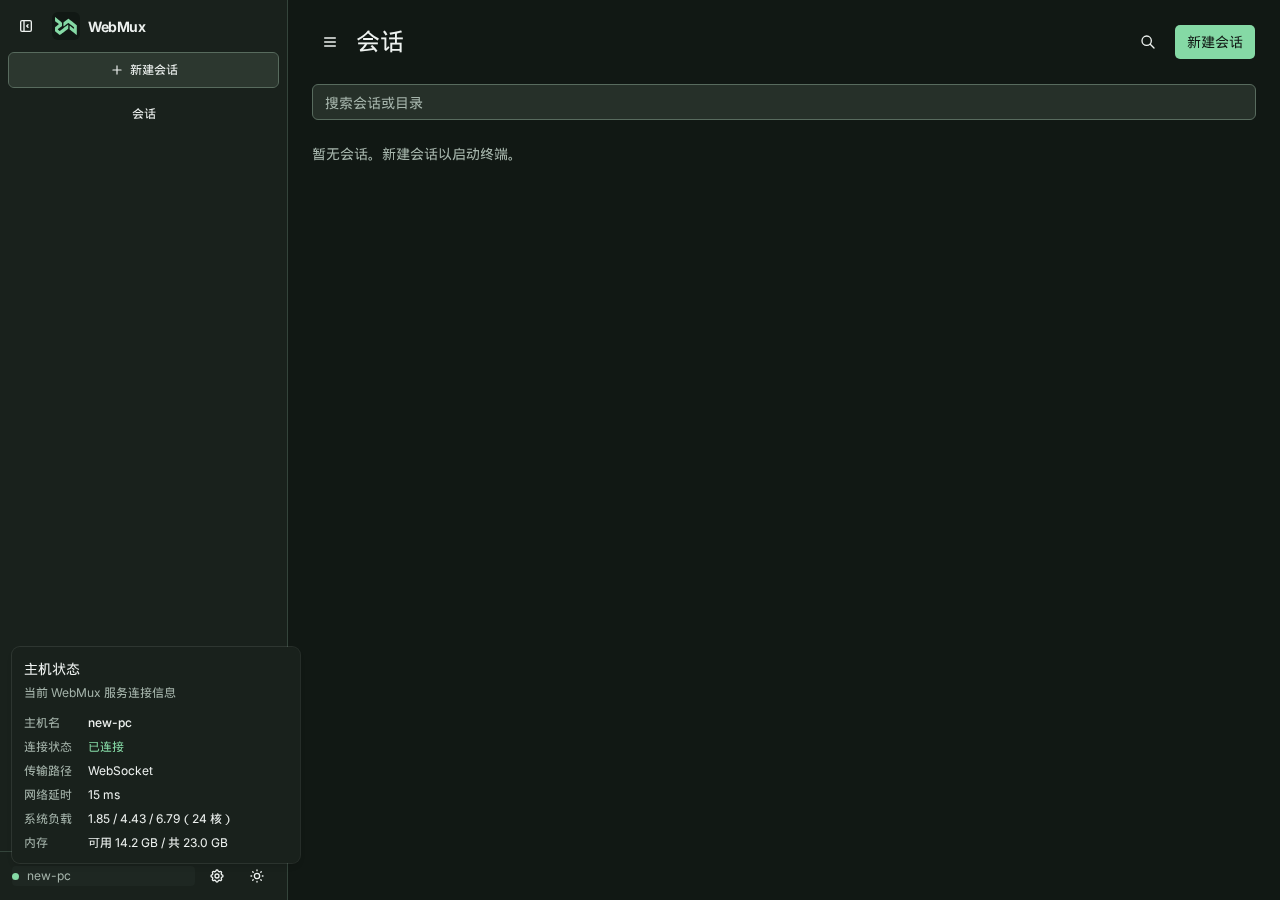 WebMux
新建会话
会话
会话
新建会话
搜索会话或目录
暂无会话。新建会话以启动终端。
主机状态
当前 WebMux 服务连接信息
主机名 new-pc
连接状态 已连接
传输路径 WebSocket
网络延时 15 ms
系统负载 1.85 / 4.43 / 6.79（24 核）
内存 可用 14.2 GB / 共 23.0 GB
new-pc